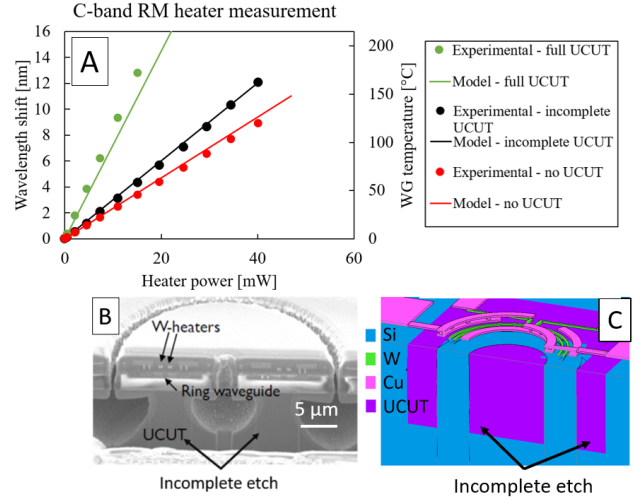 C-band RM heater measurement
A
Wavelength shift [nm]
16
14
12
10
8
6
4
2
0
0
20
40
60
Heater power [mW]
200
150
100
50
0
WG temperature [°C]
Experimental - full UCUT
Model - full UCUT
Experimental - incomplete
UCUT
Model - incomplete UCUT
Experimental - no UCUT
Model - no UCUT
B
W-heaters
Ring waveguide
5 μm
UCUT
Incomplete etch
C
Si
W
Cu
UCUT
Incomplete etch